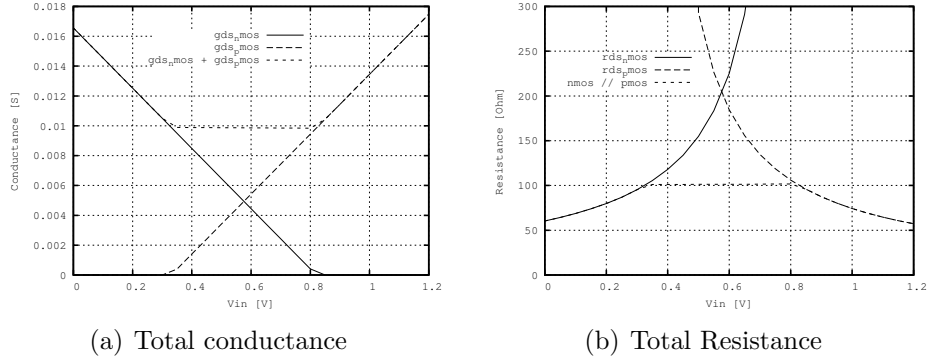 0.018
0.016
0.014
0.012
0.01
0.008
0.006
0.004
0.002
0
Conductance [S]
gds_nmos
gds_pmos
gds_nmos + gds_pmos
0 0.2 0.4 0.6 0.8 1 1.2
Vin [V]
(a) Total conductance
300
250
200
150
100
50
0
Resistance [Ohm]
rds_nmos
rds_pmos
nmos // pmos
0 0.2 0.4 0.6 0.8 1 1.2
Vin [V]
(b) Total Resistance